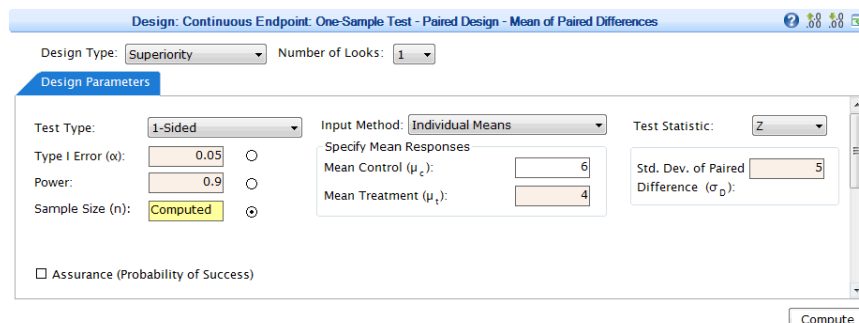 Design: Continuous Endpoint: One-Sample Test - Paired Design - Mean of Paired Differences
Design Type: Superiority Number of Looks: 1
Design Parameters
Test Type: 1-Sided Input Method: Individual Means Test Statistic: Z
Specify Mean Responses
Type I Error (α): 0.05 Mean Control (μc): 6 Std. Dev. of Paired Difference (σD): 5
Power: 0.9 Mean Treatment (μt): 4
Sample Size (n): Computed
Assurance (Probability of Success)
Compute